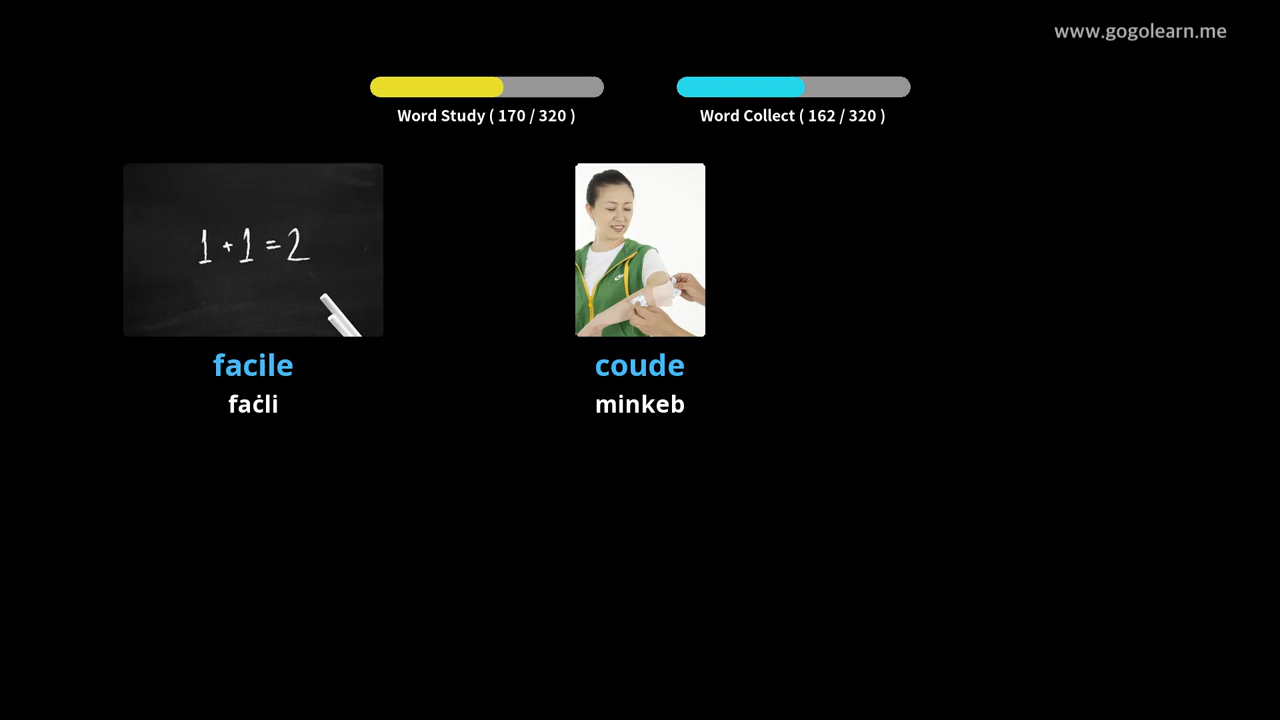 www.gogolearn.me
Word Study ( 170 / 320 )
Word Collect ( 162 / 320 )
1 + 1 = 2
facile
faċli
coude
minkeb